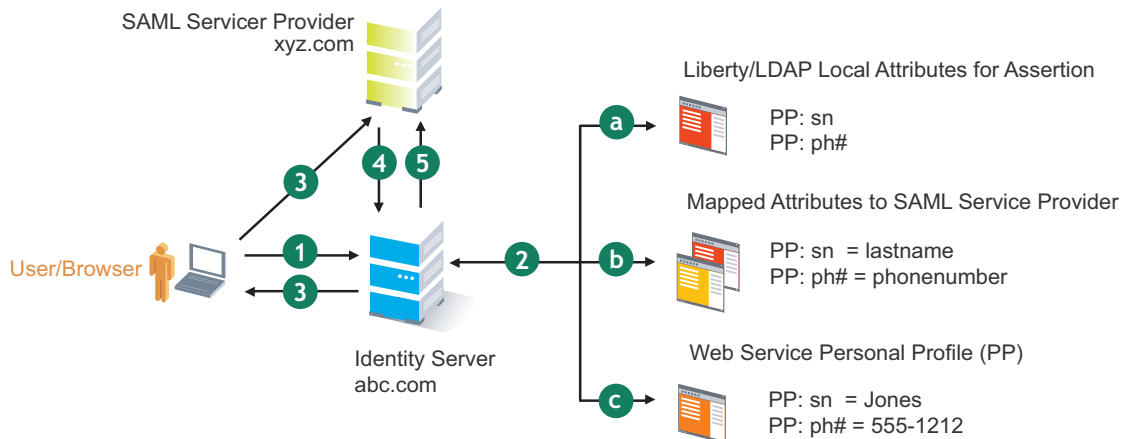 SAML Servicer Provider
xyz.com
Liberty/LDAP Local Attributes for Assertion
a
PP: sn
PP: ph#
4
5
3
Mapped Attributes to SAML Service Provider
1
2
b
PP: sn = lastname
PP: ph# = phonenumber
User/Browser
3
Identity Server
abc.com
Web Service Personal Profile (PP)
c
PP: sn = Jones
PP: ph# = 555-1212